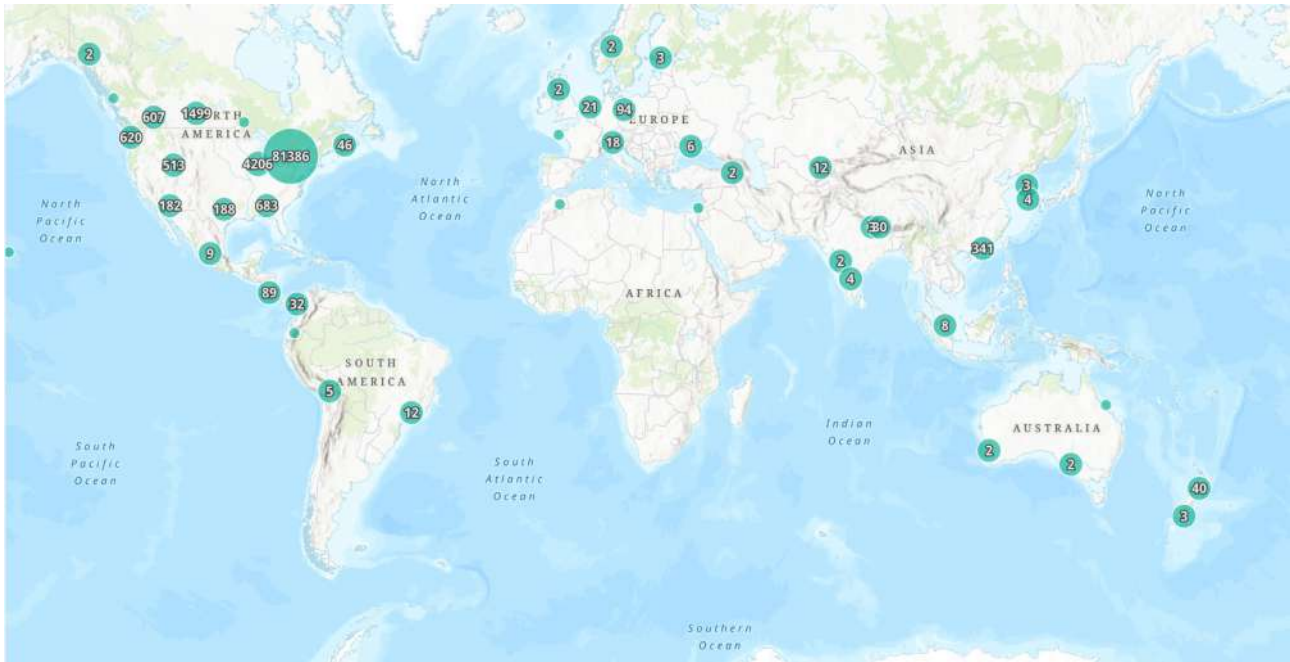 2
2
3
2
21
94
EUROPE
607
1499
RTH
AMERICA
620
46
18
6
ASIA
513
4206
81386
2
12
3
4
North
Atlantic
Ocean
North
Pacific
Ocean
North
Pacific
Ocean
182
188
683
9
341
2
4
89
32
AFRICA
8
SOUTH
AMERICA
5
12
Indian
Ocean
AUSTRALIA
South
Pacific
Ocean
South
Atlantic
Ocean
2
2
40
3
Southern
Ocean